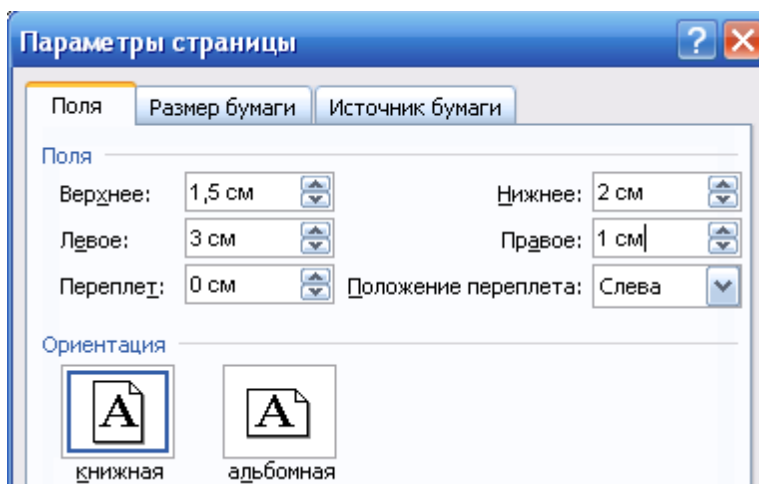 Параметры страницы
Поля Размер бумаги Источник бумаги
Поля
Верхнее: 1,5 см Нижнее: 2 см
Левое: 3 см Правое: 1 см
Переплет: 0 см Положение переплета: Слева
Ориентация
A A
книжная альбомная